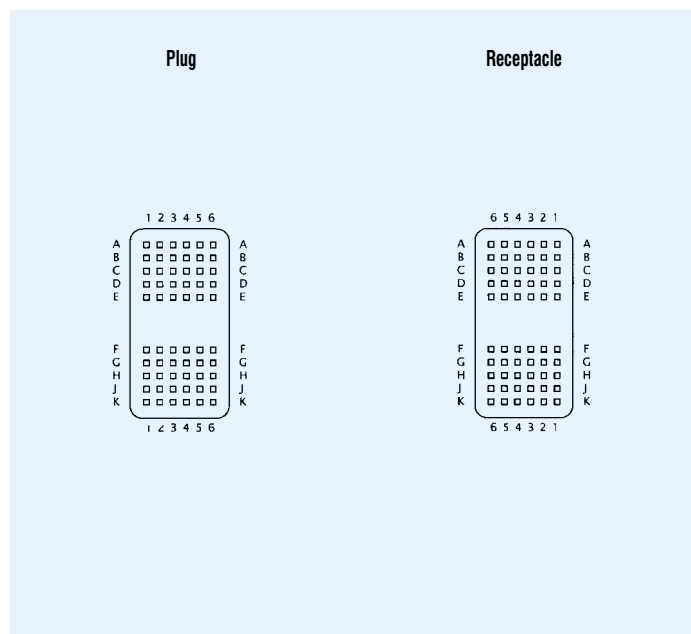 Plug
Receptacle
1 2 3 4 5 6
A A
B B
C C
D D
E E
F F
G G
H H
J J
K K
1 2 3 4 5 6
6 5 4 3 2 1
A A
B B
C C
D D
E E
F F
G G
H H
J J
K K
6 5 4 3 2 1